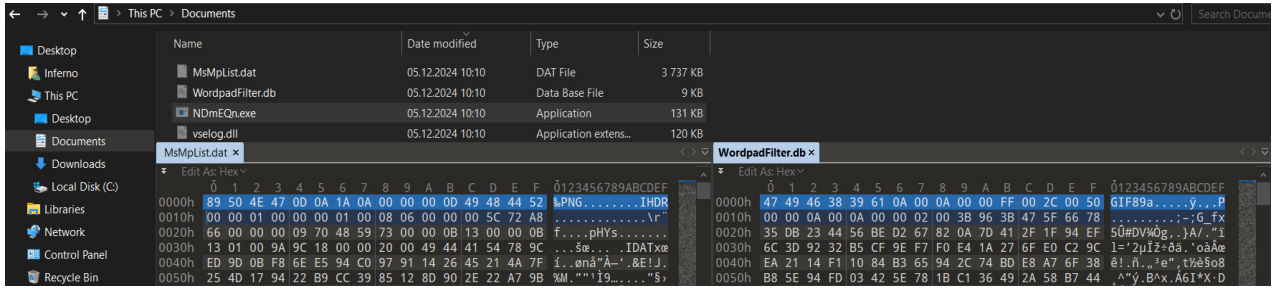 This PC > Documents
Search Docume
Name Date modified Type Size
Desktop
Inferno
This PC
Desktop
Documents
Downloads
Local Disk (C:)
Libraries
Network
Control Panel
Recycle Bin
MsMpList.dat 05.12.2024 10:10 DAT File 3 737 KB
WordpadFilter.db 05.12.2024 10:10 Data Base File 9 KB
NDmEQn.exe 05.12.2024 10:10 Application 131 KB
vselog.dll 05.12.2024 10:10 Application extens... 120 KB
MsMpList.dat ×
Edit As: Hex
0 1 2 3 4 5 6 7 8 9 A B C D E F 0123456789ABCDEF
0000h 89 50 4E 47 0D 0A 1A 0A 00 00 00 0D 49 48 44 52 ‰PNG........IHDR
0010h 00 00 01 00 00 00 01 00 08 06 00 00 00 5C 72 A8 .............\r¨
0020h 66 00 00 00 09 70 48 59 73 00 00 0B 13 00 00 0B f....pHYs.......
0030h 13 01 00 9A 9C 18 00 00 20 00 49 44 41 54 78 9C ...šœ... .IDATxœ
0040h ED 9D 0B F8 6E E5 94 C0 97 91 14 26 45 21 4A 7F í..ønå”À—‘.&E!J.
0050h 25 4D 17 94 22 B9 CC 39 85 12 8D 90 2E 22 A7 9B %M.”"¹Ì9….."§›
WordpadFilter.db ×
Edit As: Hex
0 1 2 3 4 5 6 7 8 9 A B C D E F 0123456789ABCDEF
0000h 47 49 46 38 39 61 0A 00 0A 00 00 FF 00 2C 00 50 GIF89a.....ÿ.,.P
0010h 00 00 0A 00 0A 00 00 02 00 3B 96 3B 47 5F 66 78 .........;–;G_fx
0020h 35 DB 23 44 56 BE D2 67 82 0A 7D 41 2F 1F 94 EF 5Û#DV¾Òg‚.}A/.”ï
0030h 6C 3D 92 32 B5 CF 9E F7 F0 E4 1A 27 6F E0 C2 9C l=’2µÏž÷ðä.'oàÂœ
0040h EA 21 14 F1 10 84 B3 65 94 2C 74 BD E8 A7 6F 38 ê!.ñ.„³e”,t½è§o8
0050h B8 5E 94 FD 03 42 5E 78 1B C1 36 49 2A 58 B7 44 ¸^”ý.B^x.Á6I*X·D